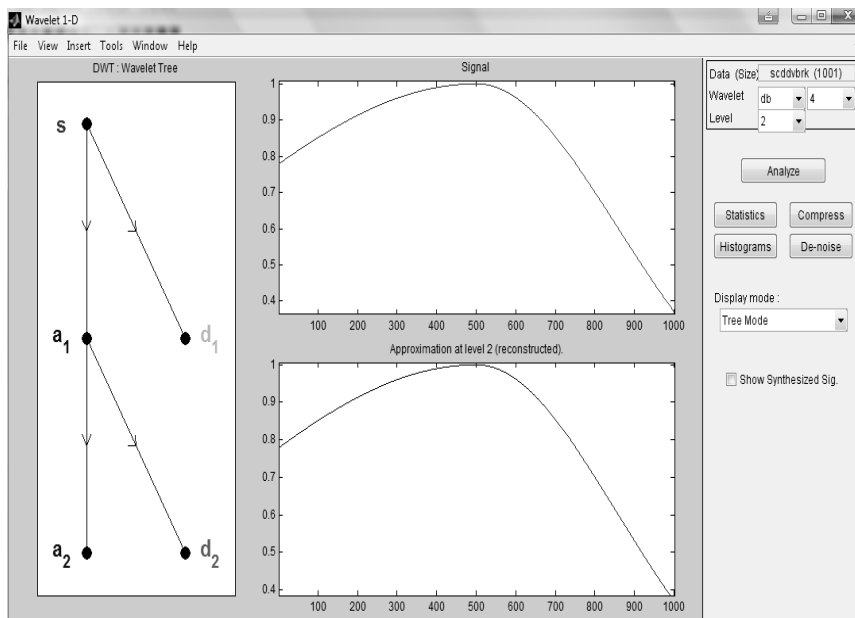 Wavelet 1-D
File View Insert Tools Window Help
DWT : Wavelet Tree
s
a1 d1
a2 d2
Signal
1
0.9
0.8
0.7
0.6
0.5
0.4
100 200 300 400 500 600 700 800 900 1000
Approximation at level 2 (reconstructed).
1
0.9
0.8
0.7
0.6
0.5
0.4
100 200 300 400 500 600 700 800 900 1000
Data (Size) scddvbrk (1001)
Wavelet db 4
Level 2
Analyze
Statistics Compress
Histograms De-noise
Display mode :
Tree Mode
Show Synthesized Sig.